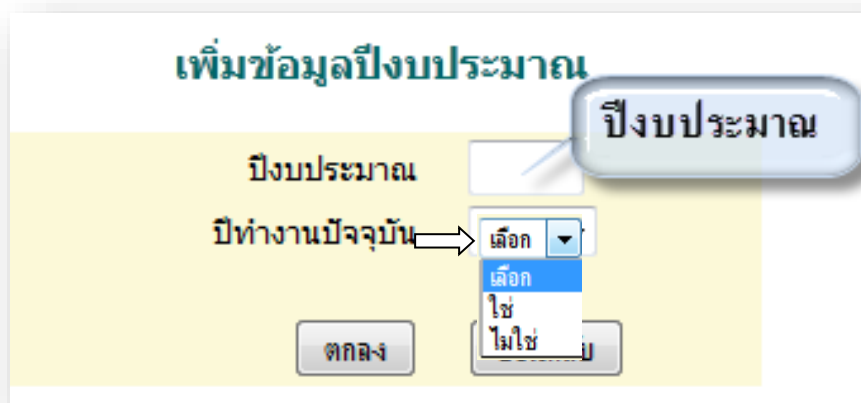 เพิ่มข้อมูลปีงบประมาณ
ปีงบประมาณ
ปีงบประมาณ
ปีทำงานปัจจุบัน
เลือก
เลือก
ใช่
ไม่ใช่
ตกลง